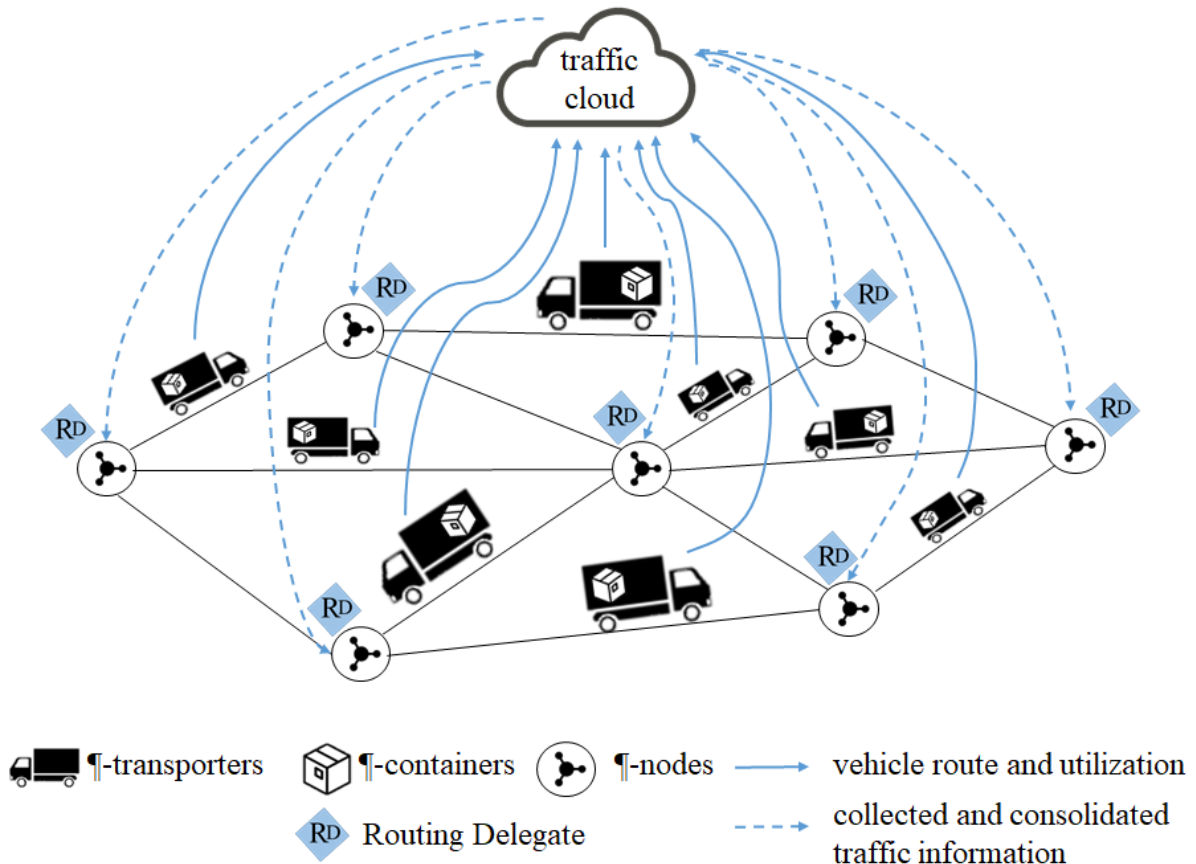 traffic
cloud
RD
RD
RD
RD
RD
RD
RD
¶-transporters
¶-containers
¶-nodes
vehicle route and utilization
RD
Routing Delegate
collected and consolidated
traffic information